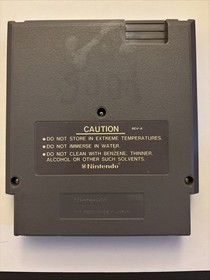 CAUTION
• DO NOT STORE IN EXTREME TEMPERATURES.
• DO NOT IMMERSE IN WATER.
• DO NOT CLEAN WITH BENZENE, THINNER,
ALCOHOL OR OTHER SUCH SOLVENTS.
Nintendo